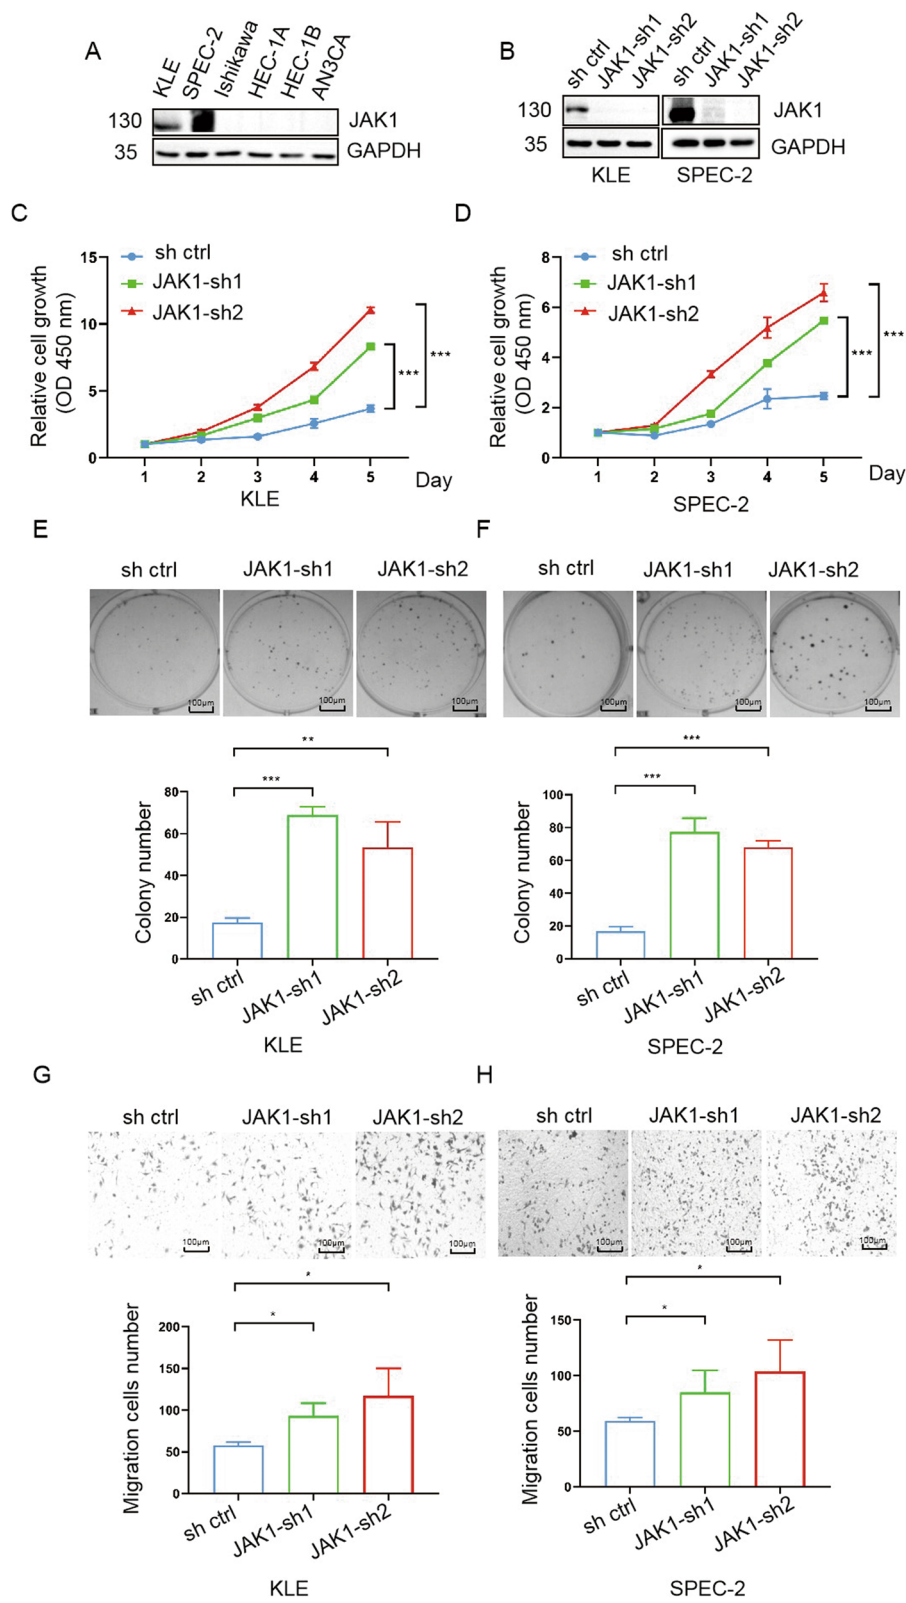 A
KLE
SPEC-2
Ishikawa
HEC-1A
HEC-1B
AN3CA
130
JAK1
35
GAPDH
B
sh ctrl
JAK1-sh1
JAK1-sh2
sh ctrl
JAK1-sh1
JAK1-sh2
130
JAK1
35
GAPDH
KLE
SPEC-2
C
Relative cell growth
(OD 450 nm)
15
10
5
0
sh ctrl
JAK1-sh1
JAK1-sh2
***
***
1 2 3 4 5
Day
KLE
D
Relative cell growth
(OD 450 nm)
8
6
4
2
0
sh ctrl
JAK1-sh1
JAK1-sh2
***
***
1 2 3 4 5
Day
SPEC-2
E
sh ctrl
JAK1-sh1
JAK1-sh2
100μm
100μm
100μm
**
***
Colony number
80
60
40
20
0
sh ctrl
JAK1-sh1
JAK1-sh2
KLE
F
sh ctrl
JAK1-sh1
JAK1-sh2
100μm
100μm
100μm
***
***
Colony number
100
80
60
40
20
0
sh ctrl
JAK1-sh1
JAK1-sh2
SPEC-2
G
sh ctrl
JAK1-sh1
JAK1-sh2
100μm
100μm
100μm
*
*
Migration cells number
200
150
100
50
0
sh ctrl
JAK1-sh1
JAK1-sh2
KLE
H
sh ctrl
JAK1-sh1
JAK1-sh2
100μm
100μm
100μm
*
*
Migration cells number
150
100
50
0
sh ctrl
JAK1-sh1
JAK1-sh2
SPEC-2